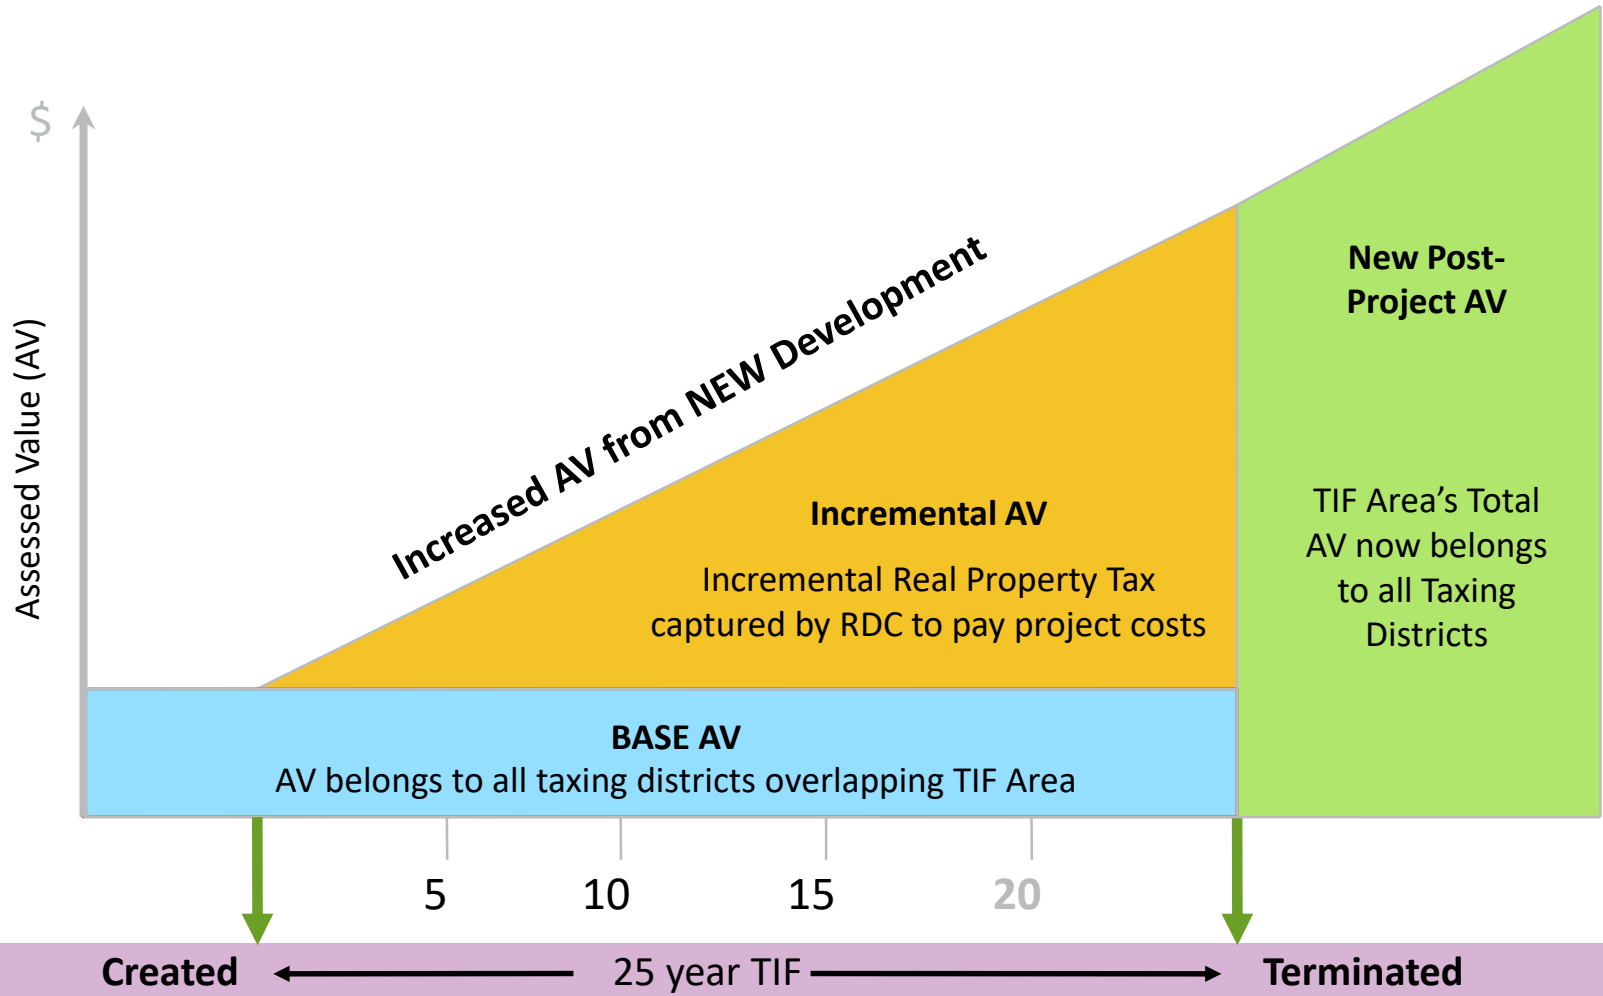 $
Assessed Value (AV)
Increased AV from NEW Development
New Post-
Project AV
Incremental AV
Incremental Real Property Tax
captured by RDC to pay project costs
TIF Area’s Total
AV now belongs
to all Taxing
Districts
BASE AV
AV belongs to all taxing districts overlapping TIF Area
5 10 15 20
Created 25 year TIF Terminated